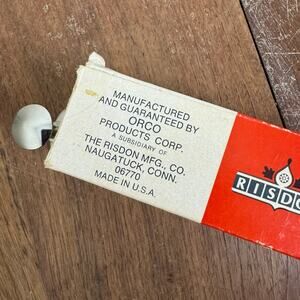 MANUFACTURED
AND GUARANTEED BY
ORCO
PRODUCTS CORP.
A SUBSIDIARY OF
THE RISDON MFG., CO.
NAUGATUCK, CONN.
06770
MADE IN U.S.A.
RISDO